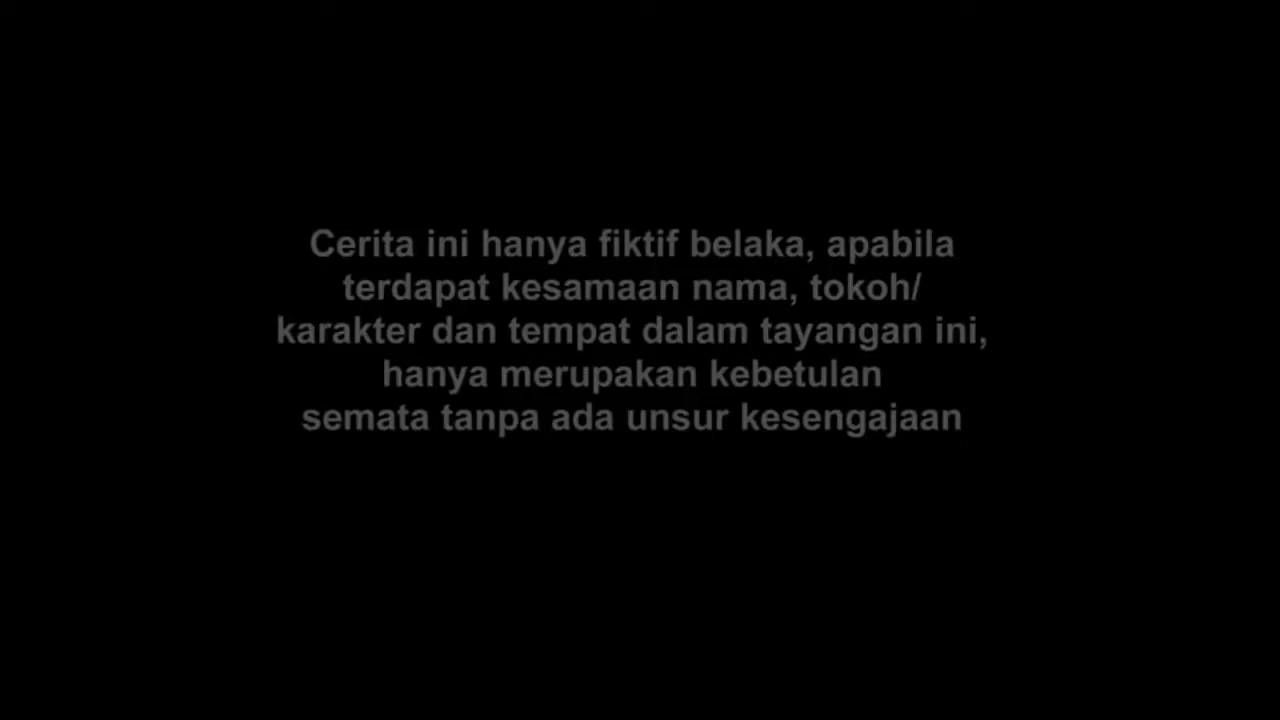 Cerita ini hanya fiktif belaka, apabila
terdapat kesamaan nama, tokoh/
karakter dan tempat dalam tayangan ini,
hanya merupakan kebetulan
semata tanpa ada unsur kesengajaan